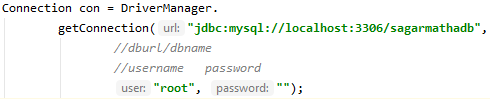 Connection con = DriverManager.
getConnection( url: "jdbc:mysql://localhost:3306/sagarmathadb",
//dburl/dbname
//username password
user: "root", password: "");